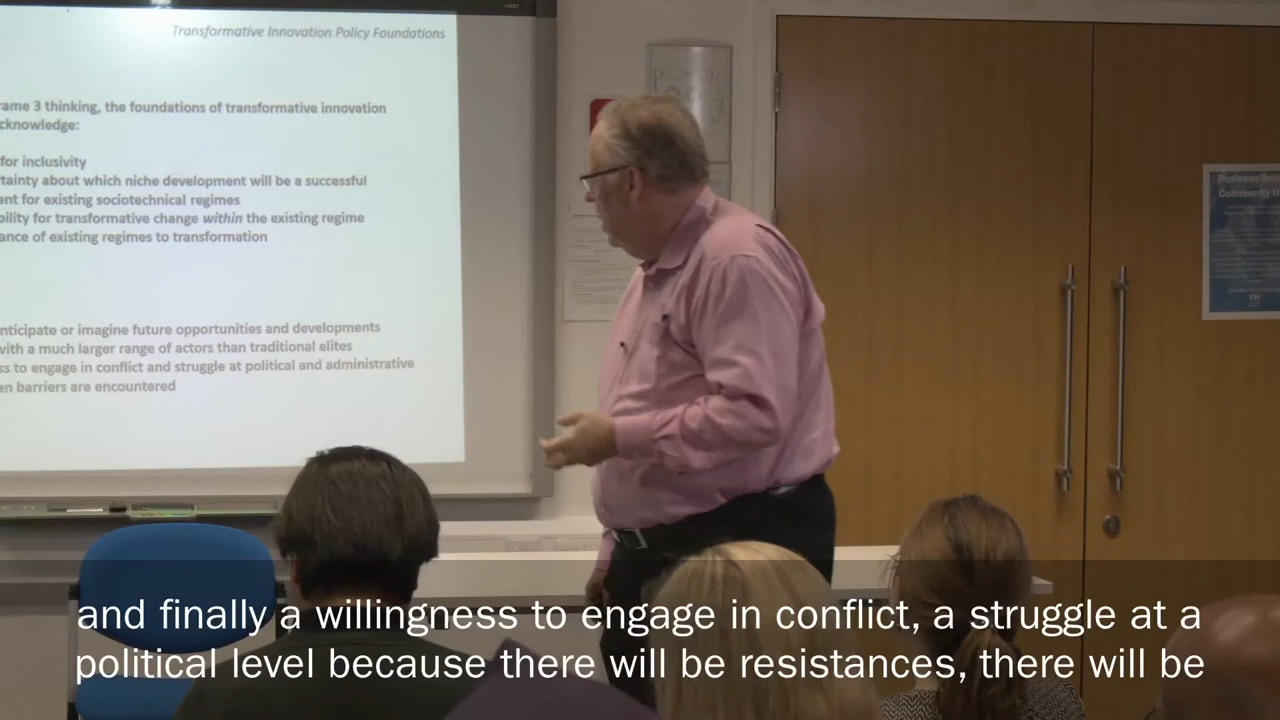 Transformative Innovation Policy Foundations
rame 3 thinking, the foundations of transformative innovation
cknowledge:
for inclusivity
tainty about which niche development will be a successful
ent for existing sociotechnical regimes
bility for transformative change within the existing regime
ance of existing regimes to transformation
nticipate or imagine future opportunities and developments
with a much larger range of actors than traditional elites
ss to engage in conflict and struggle at political and administrative
en barriers are encountered
Business Scho
Community H
and finally a willingness to engage in conflict, a struggle at a
political level because there will be resistances, there will be